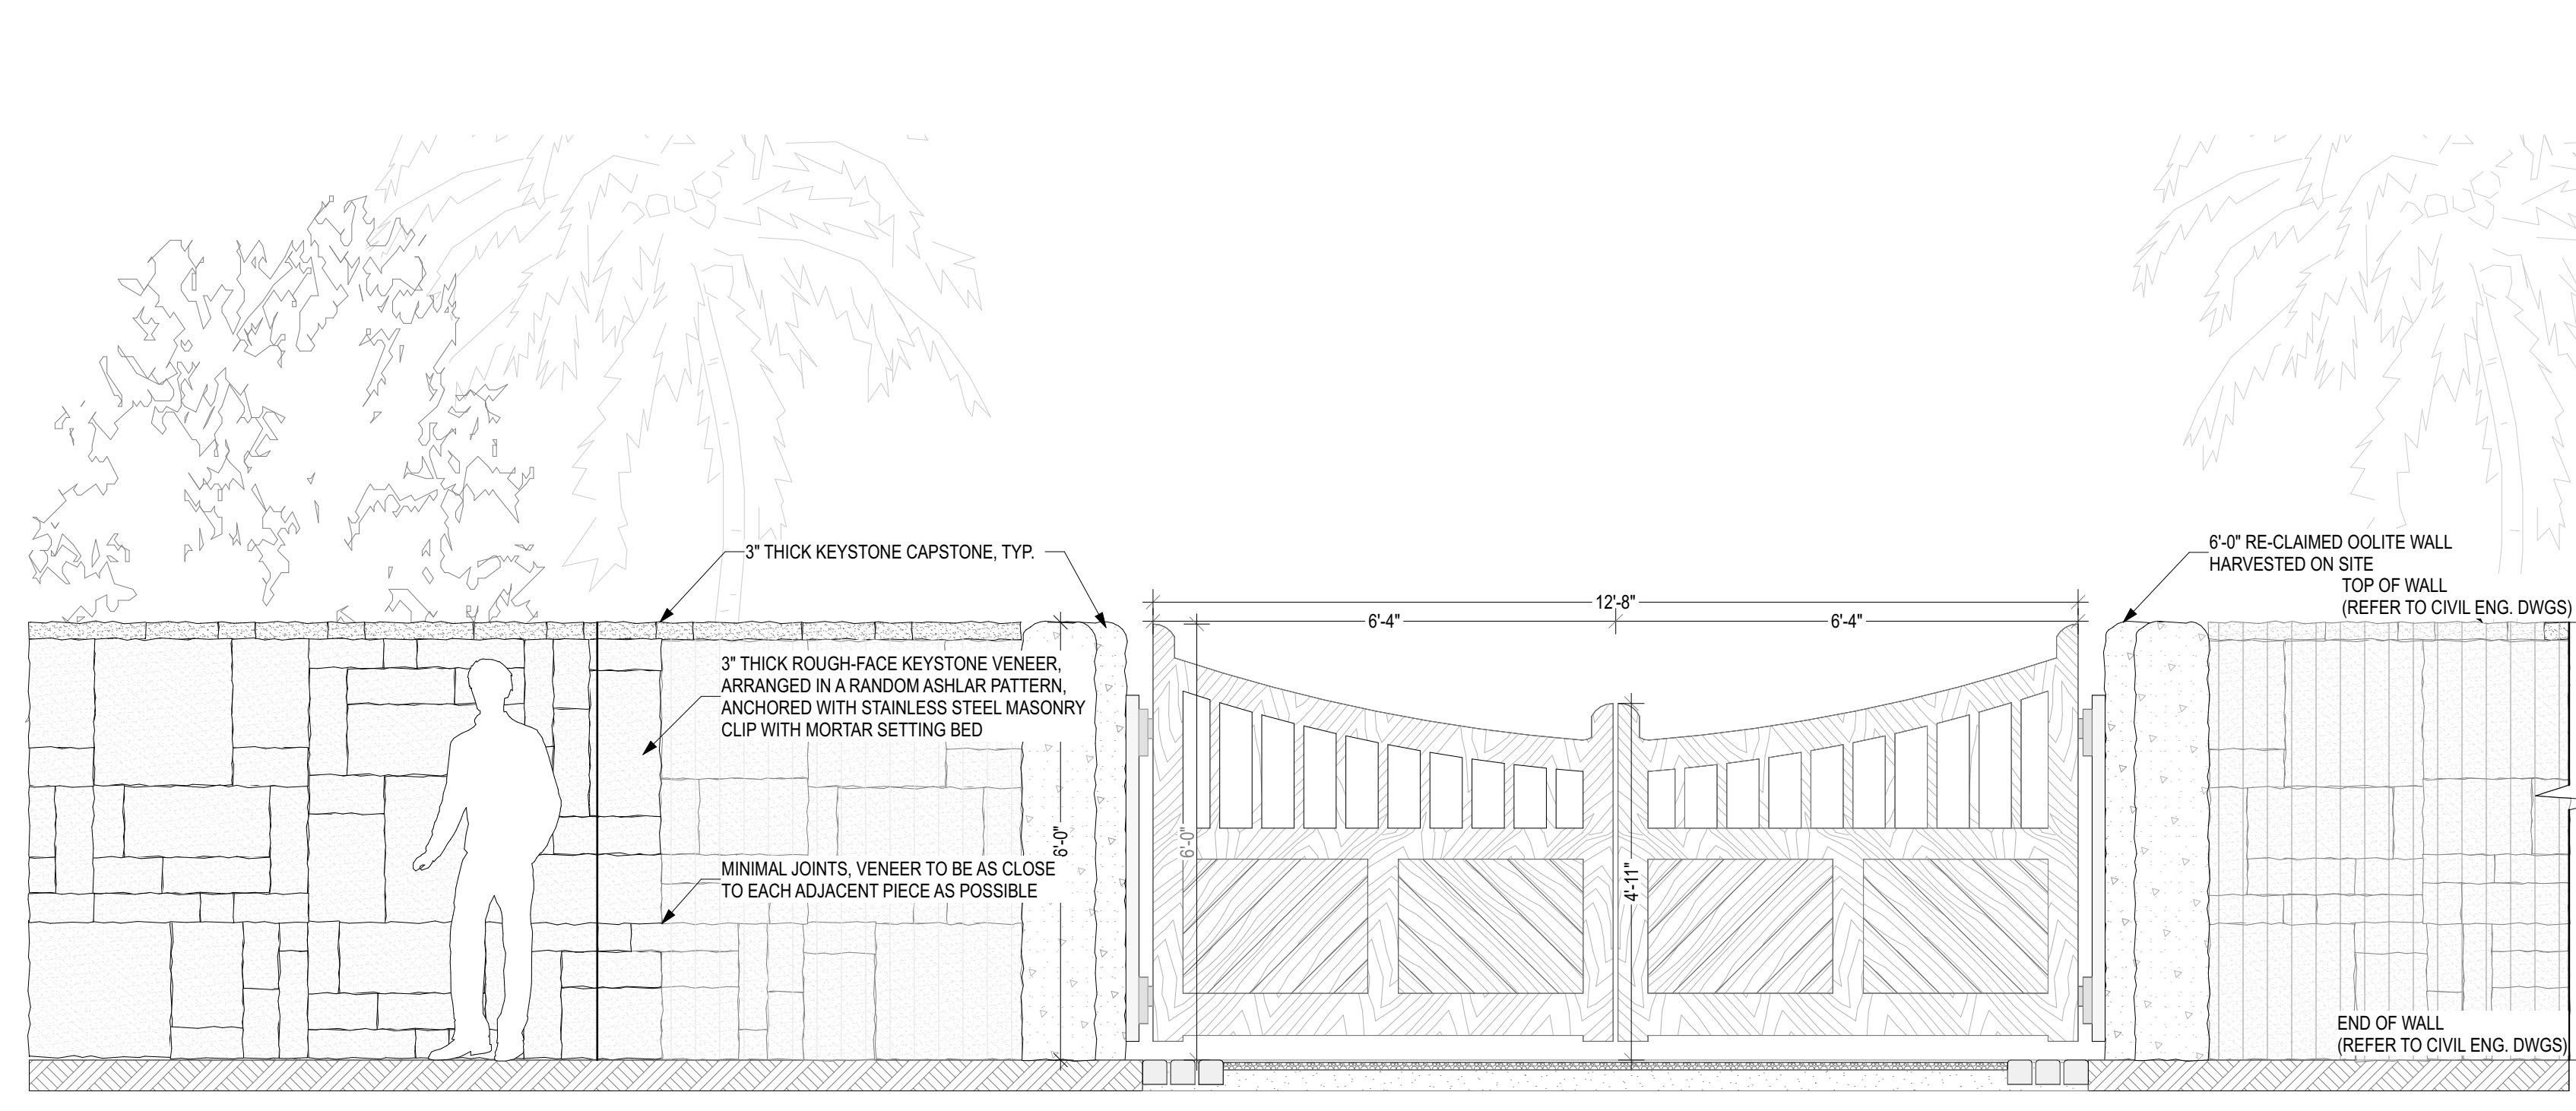 3" THICK KEYSTONE CAPSTONE, TYP.
6'-0" RE-CLAIMED OOLITE WALL
HARVESTED ON SITE
TOP OF WALL
(REFER TO CIVIL ENG. DWGS)
12'-8"
6'-4"
6'-4"
3" THICK ROUGH-FACE KEYSTONE VENEER,
ARRANGED IN A RANDOM ASHLAR PATTERN,
ANCHORED WITH STAINLESS STEEL MASONRY
CLIP WITH MORTAR SETTING BED
6'-0"
6'-0"
4'-11"
MINIMAL JOINTS, VENEER TO BE AS CLOSE
TO EACH ADJACENT PIECE AS POSSIBLE
END OF WALL
(REFER TO CIVIL ENG. DWGS)